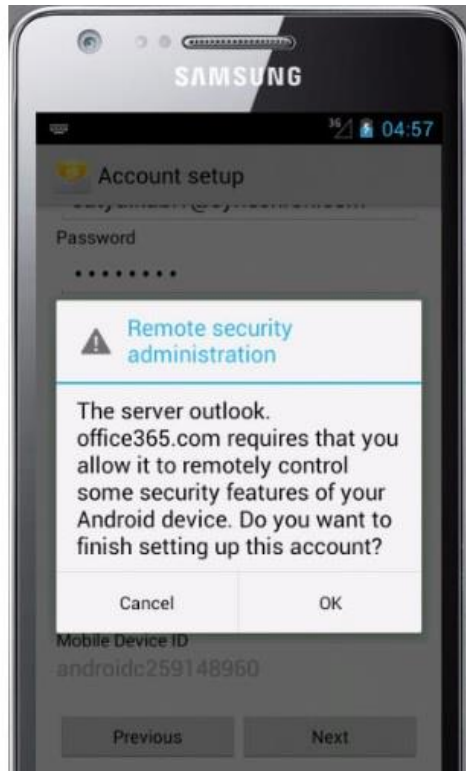 SAMSUNG
3G
04:57
Account setup
Password
Remote security
administration
The server outlook.
office365.com requires that you
allow it to remotely control
some security features of your
Android device. Do you want to
finish setting up this account?
Cancel
OK
Mobile Device ID
androidc259148960
Previous
Next